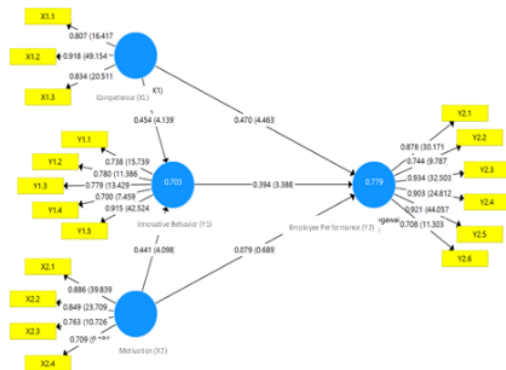 X1.1
0.807 (16.417
X1.2
0.918 (49.154
0.834 (20.511
X1.3
Competence (X1)
X1)
0.454 (4.139)
0.470 (4.463)
Y1.1
0.738 (15.739
Y1.2
0.780 (11.386
Y1.3
0.779 (13.429
0.700 (7.459)
Y1.4
0.915 (42.524
Y1.5
0.703
Innovative Behavior (Y1)
0.394 (3.388
0.779
Employee Performance (Y2)
Y2.1
0.878 (30.171
Y2.2
0.744 (9.787
Y2.3
0.934 (32.503
0.903 (24.812
Y2.4
0.921 (44.057
Y2.5
0.708 (11.303
Y2.6
0.441 (4.098)
0.079 (0.689)
X2.1
0.886 (39.839
X2.2
0.849 (23.709
X2.3
0.763 (10.726
0.709
X2.4
Motivation (X2)